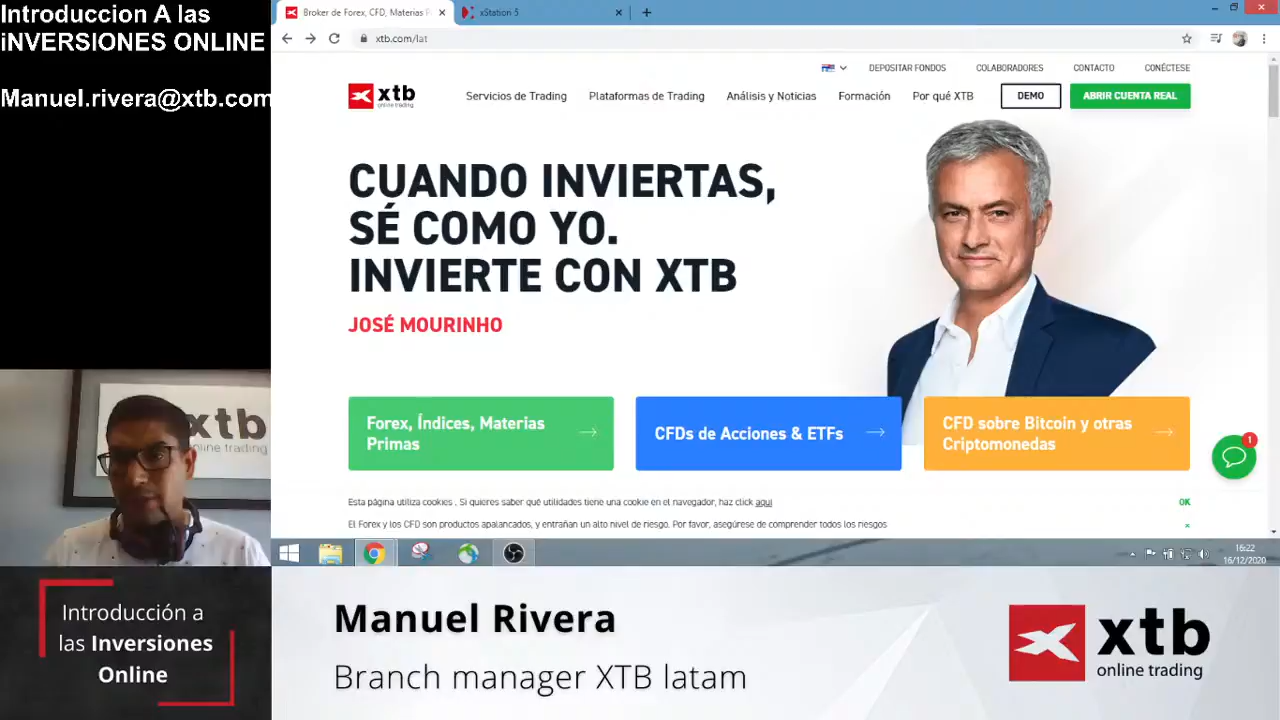 Introduccion A las
iNVERSIONES ONLINE
Manuel.rivera@xtb.com
Broker de Forex, CFD, Materias P
xStation 5
xtb.com/lat
DEPOSITAR FONDOS
COLABORADORES
CONTACTO
CONÉCTESE
xtb
online trading
Servicios de Trading
Plataformas de Trading
Análisis y Noticias
Formación
Por qué XTB
DEMO
ABRIR CUENTA REAL
CUANDO INVIERTAS,
SÉ COMO YO.
INVIERTE CON XTB
JOSÉ MOURINHO
Forex, Índices, Materias
Primas
CFDs de Acciones & ETFs
CFD sobre Bitcoin y otras
Criptomonedas
1
Esta página utiliza cookies . Si quieres saber qué utilidades tiene una cookie en el navegador, haz click aquí
OK
El Forex y los CFD son productos apalancados, y entrañan un alto nivel de riesgo. Por favor, asegúrese de comprender todos los riesgos
16:22
16/12/2020
xtb
online trading
Introducción a
las Inversiones
Online
Manuel Rivera
Branch manager XTB latam
xtb
online trading